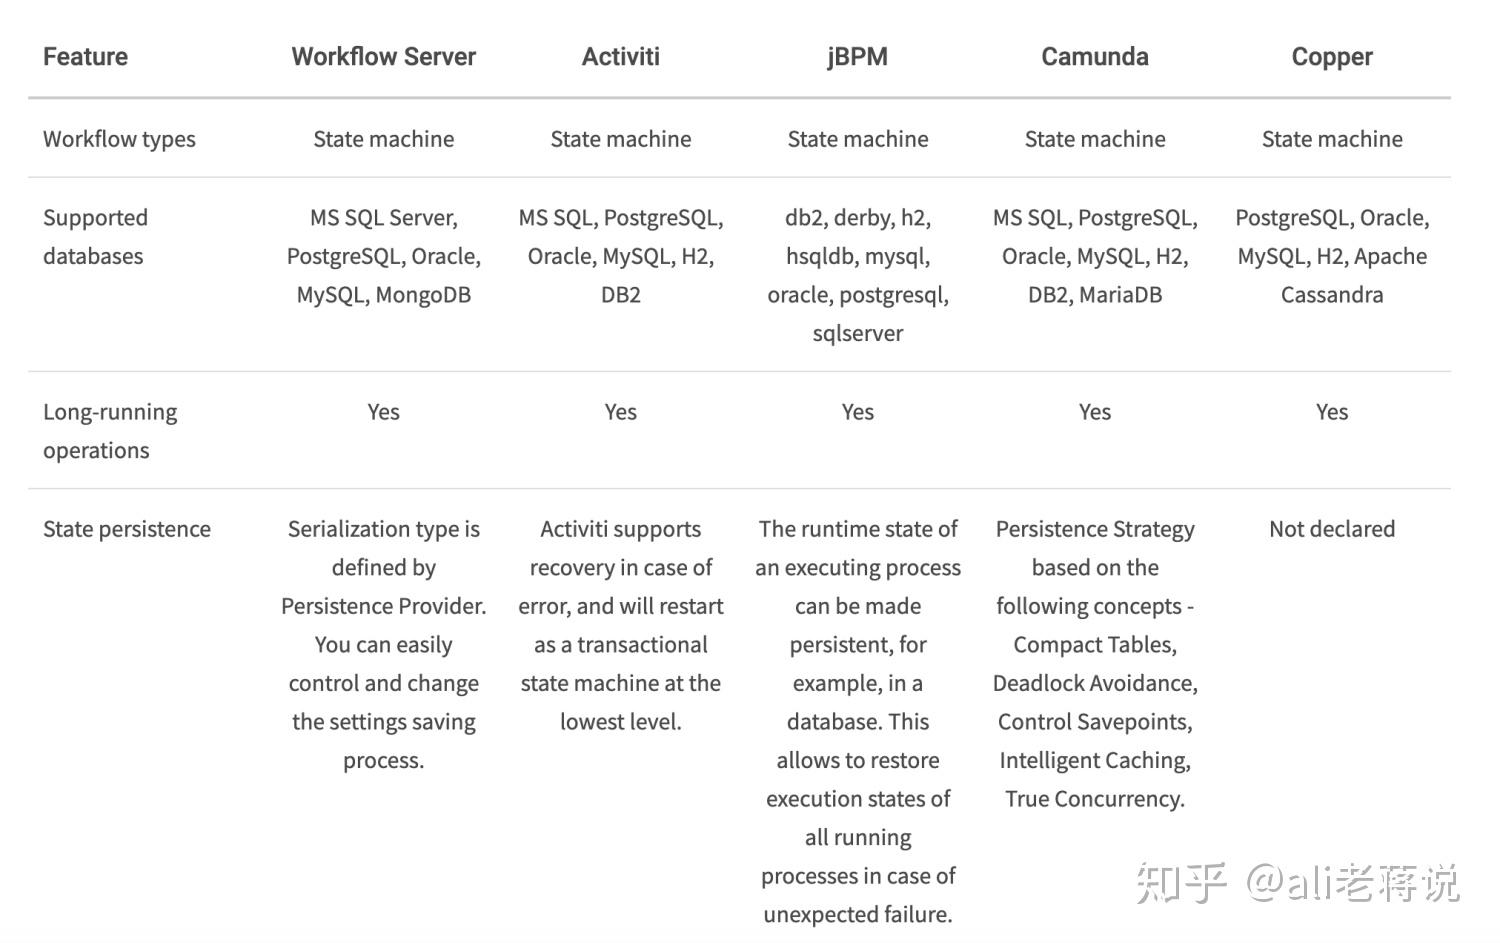 Feature Workflow Server Activiti jBPM Camunda Copper
Workflow types State machine State machine State machine State machine State machine
Supported
databases
MS SQL Server,
PostgreSQL, Oracle,
MySQL, MongoDB
MS SQL, PostgreSQL,
Oracle, MySQL, H2,
DB2
db2, derby, h2,
hsqldb, mysql,
oracle, postgresql,
sqlserver
MS SQL, PostgreSQL,
Oracle, MySQL, H2,
DB2, MariaDB
PostgreSQL, Oracle,
MySQL, H2, Apache
Cassandra
Long-running
operations
Yes Yes Yes Yes Yes
State persistence
Serialization type is
defined by
Persistence Provider.
You can easily
control and change
the settings saving
process.
Activiti supports
recovery in case of
error, and will restart
as a transactional
state machine at the
lowest level.
The runtime state of
an executing process
can be made
persistent, for
example, in a
database. This
allows to restore
execution states of
all running
processes in case of
unexpected failure.
Persistence Strategy
based on the
following concepts -
Compact Tables,
Deadlock Avoidance,
Control Savepoints,
Intelligent Caching,
True Concurrency.
Not declared
知乎 @ali老蒋说